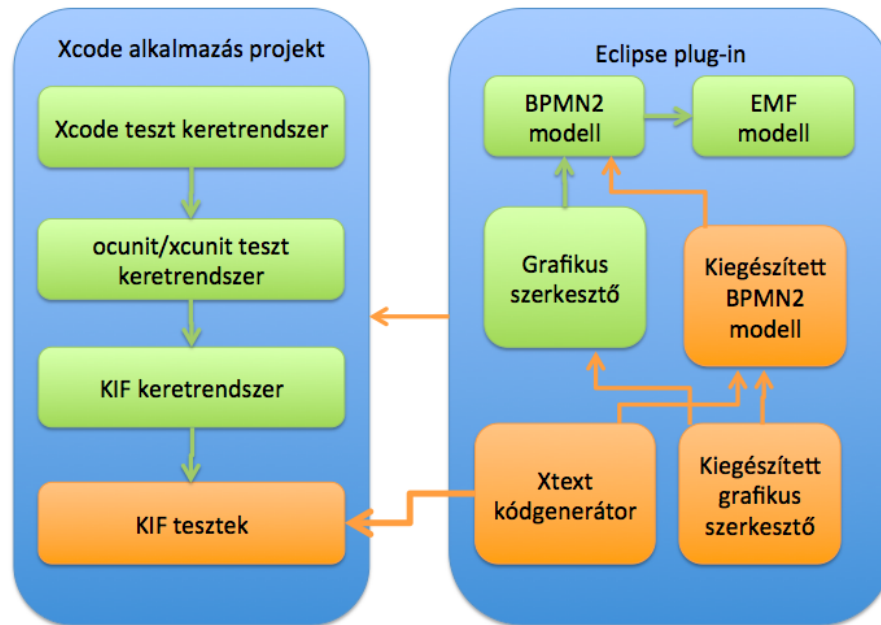 Xcode alkalmazás projekt
Xcode teszt keretrendszer
ocunit/xcunit teszt
keretrendszer
KIF keretrendszer
KIF tesztek
Eclipse plug-in
BPMN2
modell
EMF
modell
Grafikus
szerkesztő
Kiegészített
BPMN2
modell
Xtext
kódgenerátor
Kiegészített
grafikus
szerkesztő